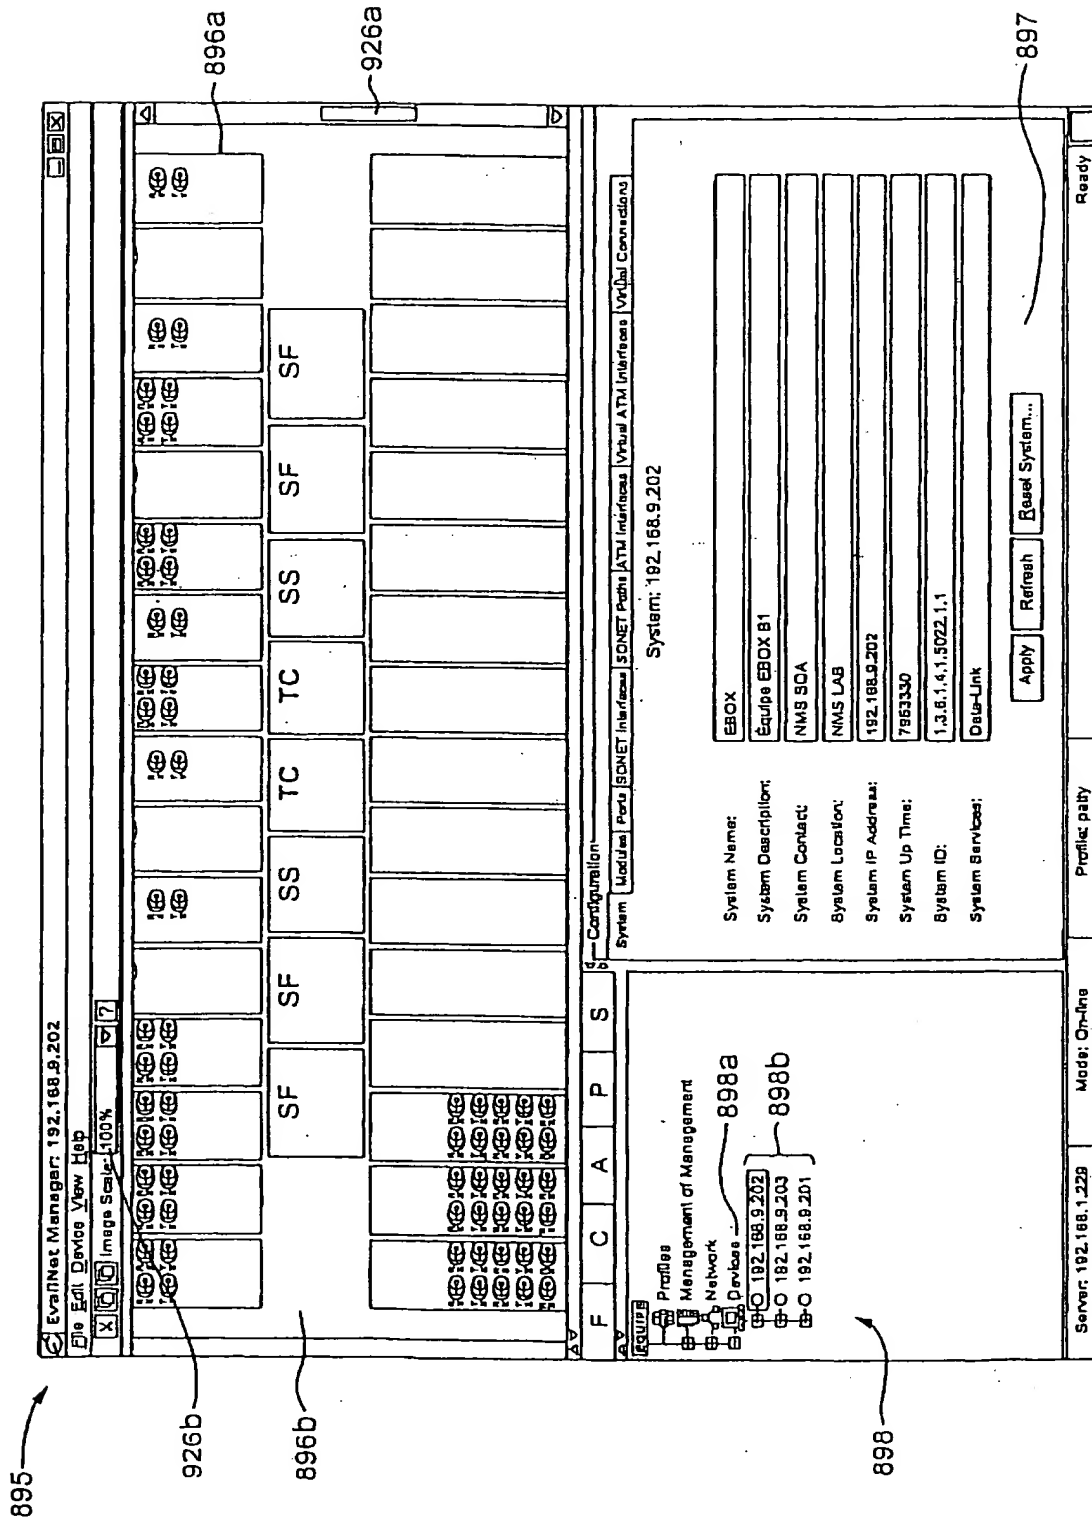 895
EvalNet Manager: 192.168.9.202
File Edit Device View Help
Image Scale: 100% ?
926b
896a
926a
896b
SF SF SS TC TC SS SF SF
F C A P S
Configuration
System Modules Ports SONET Interfaces SONET Paths ATM Interfaces Virtual ATM Interfaces Virtual Connections
System: 192.168.9.202
EQUIPE
Profiles
Management of Management
Network
Devices
192.168.9.202
192.168.9.203
192.168.9.201
898a
898b
898
System Name: EBOX
System Description: Équipe EBOX B1
System Contact: NMS SQA
System Location: NMS LAB
System IP Address: 192.168.9.202
System Up Time: 7963330
System ID: 1.3.6.1.4.1.5022.1.1
System Services: Data-Link
Apply Refresh Reset System...
897
Server: 192.168.1.229 Mode: On-line Profile: patty Ready